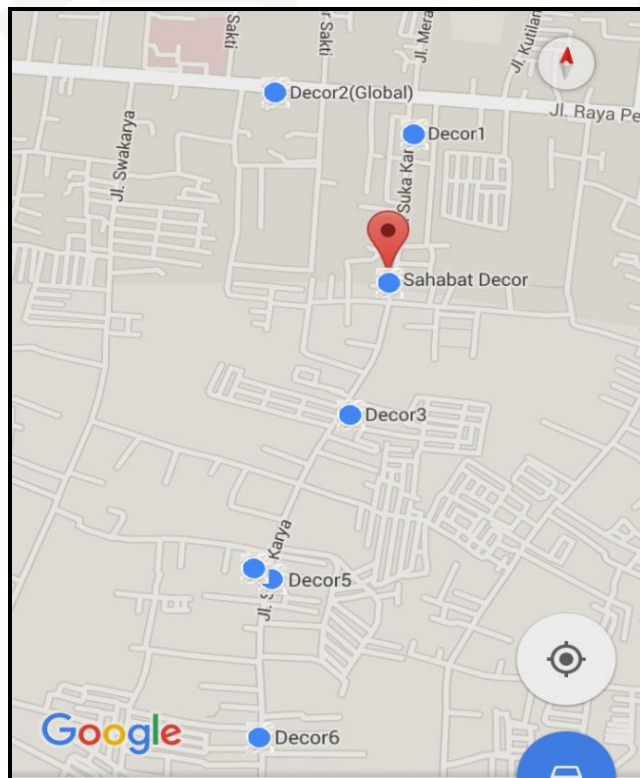 Sakti
r Sakti
Jl. Mera
Jl. Kutilan
Decor2(Global)
Jl. Raya Pe
Decor1
Jl. Swakarya
Suka Kar
Sahabat Decor
Decor3
Karya
Decor5
Jl. S
Decor6
Google